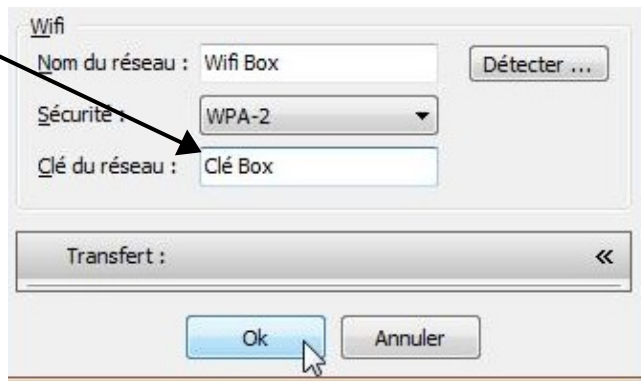 Wifi
Nom du réseau : Wifi Box Détecter ...
Sécurité : WPA-2
Clé du réseau : Clé Box
Transfert : «
Ok Annuler